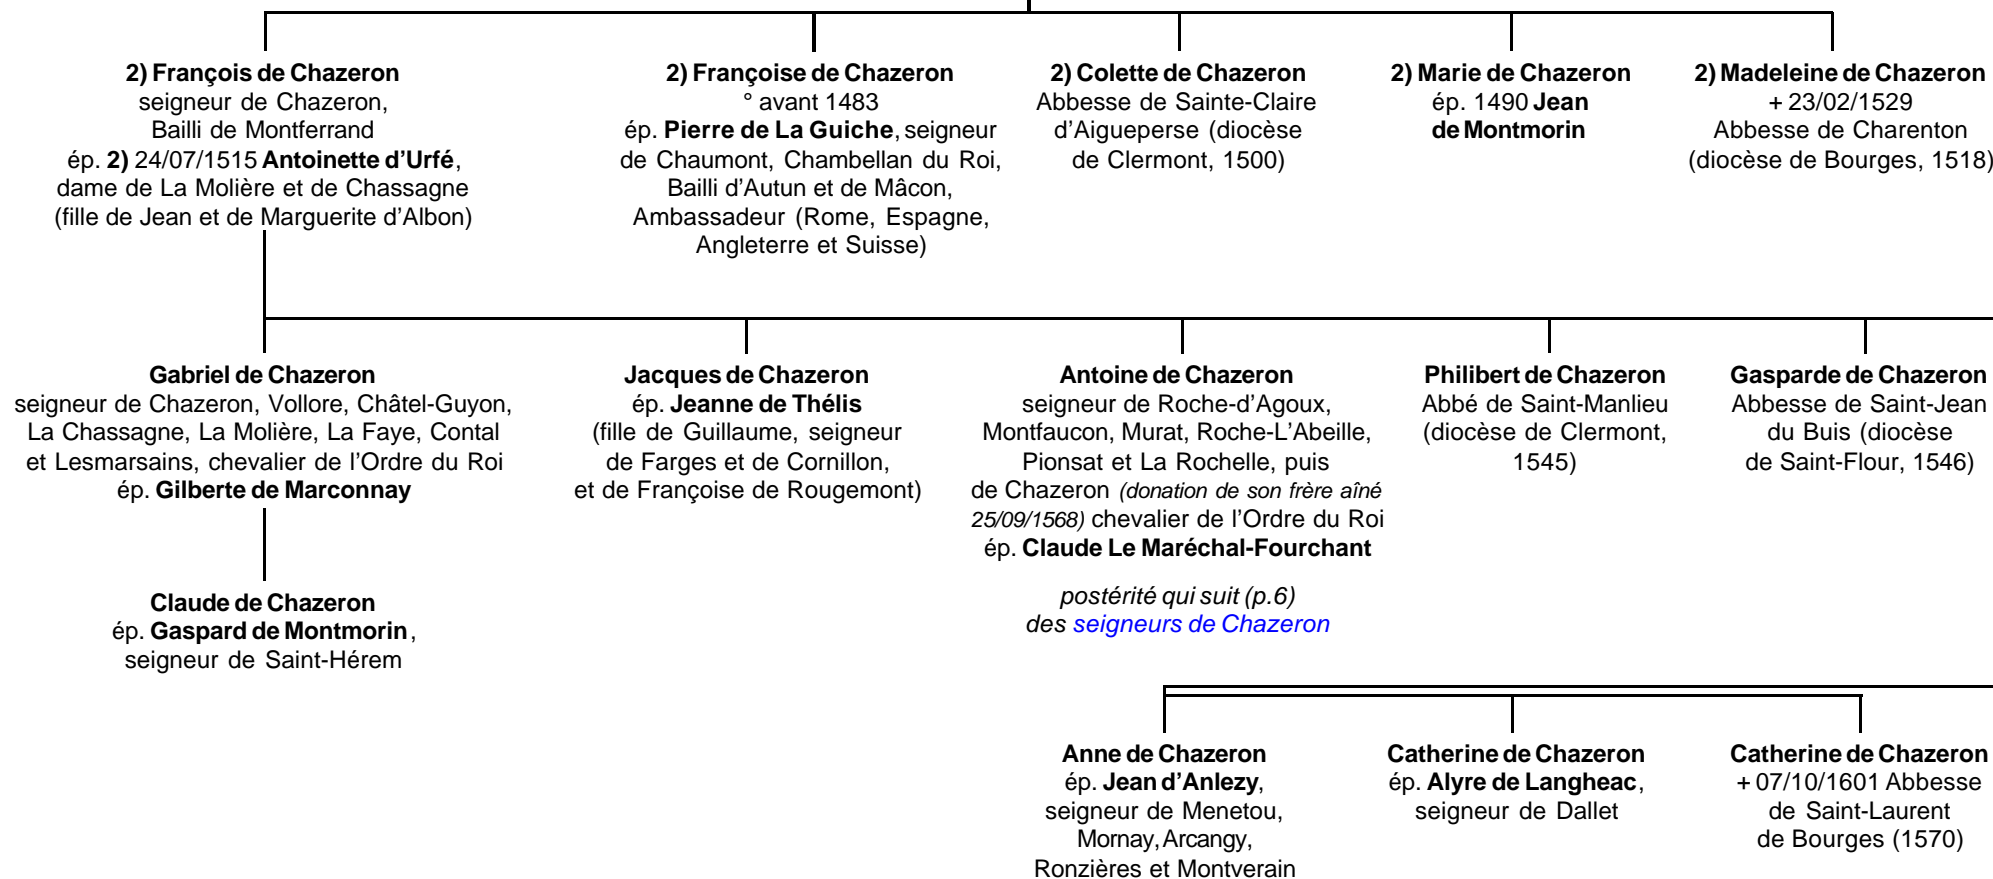 2) François de Chazeron
seigneur de Chazeron,
Bailli de Montferrand
ép. 2) 24/07/1515 Antoinette d'Urfé,
dame de La Molière et de Chassagne
(fille de Jean et de Marguerite d'Albon)
2) Françoise de Chazeron
° avant 1483
ép. Pierre de La Guiche, seigneur
de Chaumont, Chambellan du Roi,
Bailli d'Autun et de Mâcon,
Ambassadeur (Rome, Espagne,
Angleterre et Suisse)
2) Colette de Chazeron
Abbesse de Sainte-Claire
d'Aigueperse (diocèse
de Clermont, 1500)
2) Marie de Chazeron
ép. 1490 Jean
de Montmorin
2) Madeleine de Chazeron
+ 23/02/1529
Abbesse de Charenton
(diocèse de Bourges, 1518)
Gabriel de Chazeron
seigneur de Chazeron, Vollore, Châtel-Guyon,
La Chassagne, La Molière, La Faye, Contal
et Lesmarsains, chevalier de l'Ordre du Roi
ép. Gilberte de Marconnay
Jacques de Chazeron
ép. Jeanne de Thélis
(fille de Guillaume, seigneur
de Farges et de Cornillon,
et de Françoise de Rougemont)
Antoine de Chazeron
seigneur de Roche-d'Agoux,
Montfaucon, Murat, Roche-L'Abeille,
Pionsat et La Rochelle, puis
de Chazeron (donation de son frère aîné
25/09/1568) chevalier de l'Ordre du Roi
ép. Claude Le Maréchal-Fourchant
postérité qui suit (p.6)
des seigneurs de Chazeron
Philibert de Chazeron
Abbé de Saint-Manlieu
(diocèse de Clermont,
1545)
Gasparde de Chazeron
Abbesse de Saint-Jean
du Buis (diocèse
de Saint-Flour, 1546)
Claude de Chazeron
ép. Gaspard de Montmorin,
seigneur de Saint-Hérem
Anne de Chazeron
ép. Jean d'Anlezy,
seigneur de Menetou,
Mornay, Arcangy,
Ronzières et Montverain
Catherine de Chazeron
ép. Alyre de Langheac,
seigneur de Dallet
Catherine de Chazeron
+ 07/10/1601 Abbesse
de Saint-Laurent
de Bourges (1570)